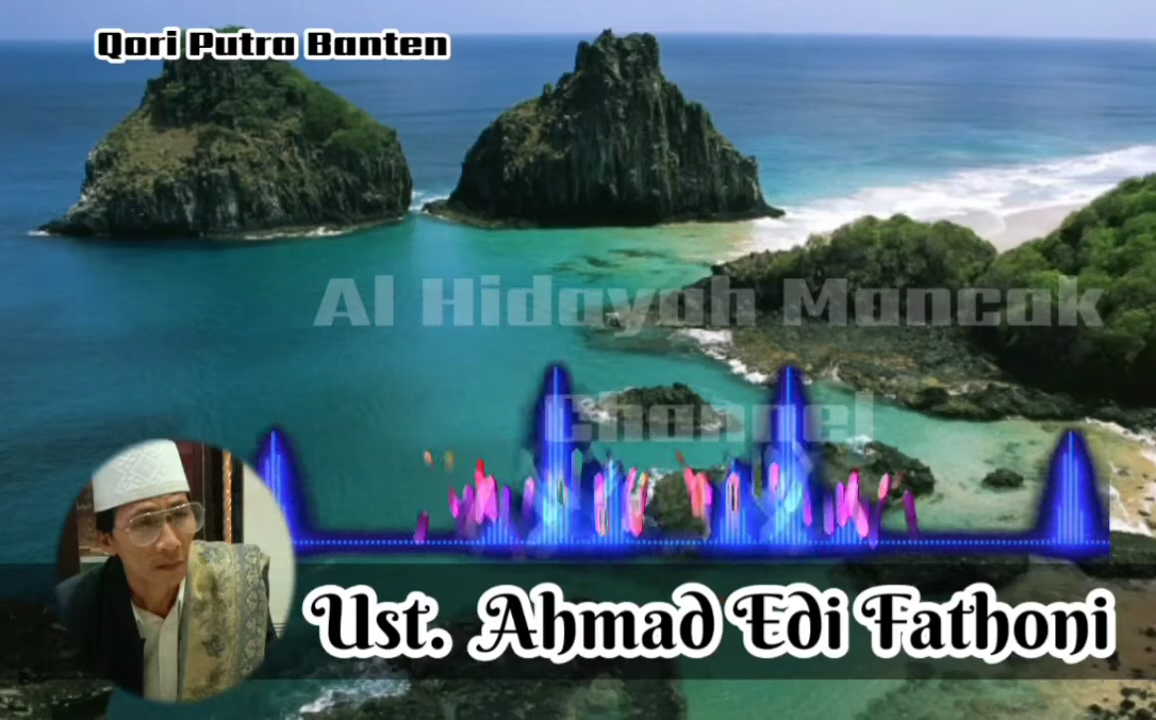 Qori Putra Banten
Al Hidayah Mancak
Channel
Ust. Ahmad Edi Fathoni